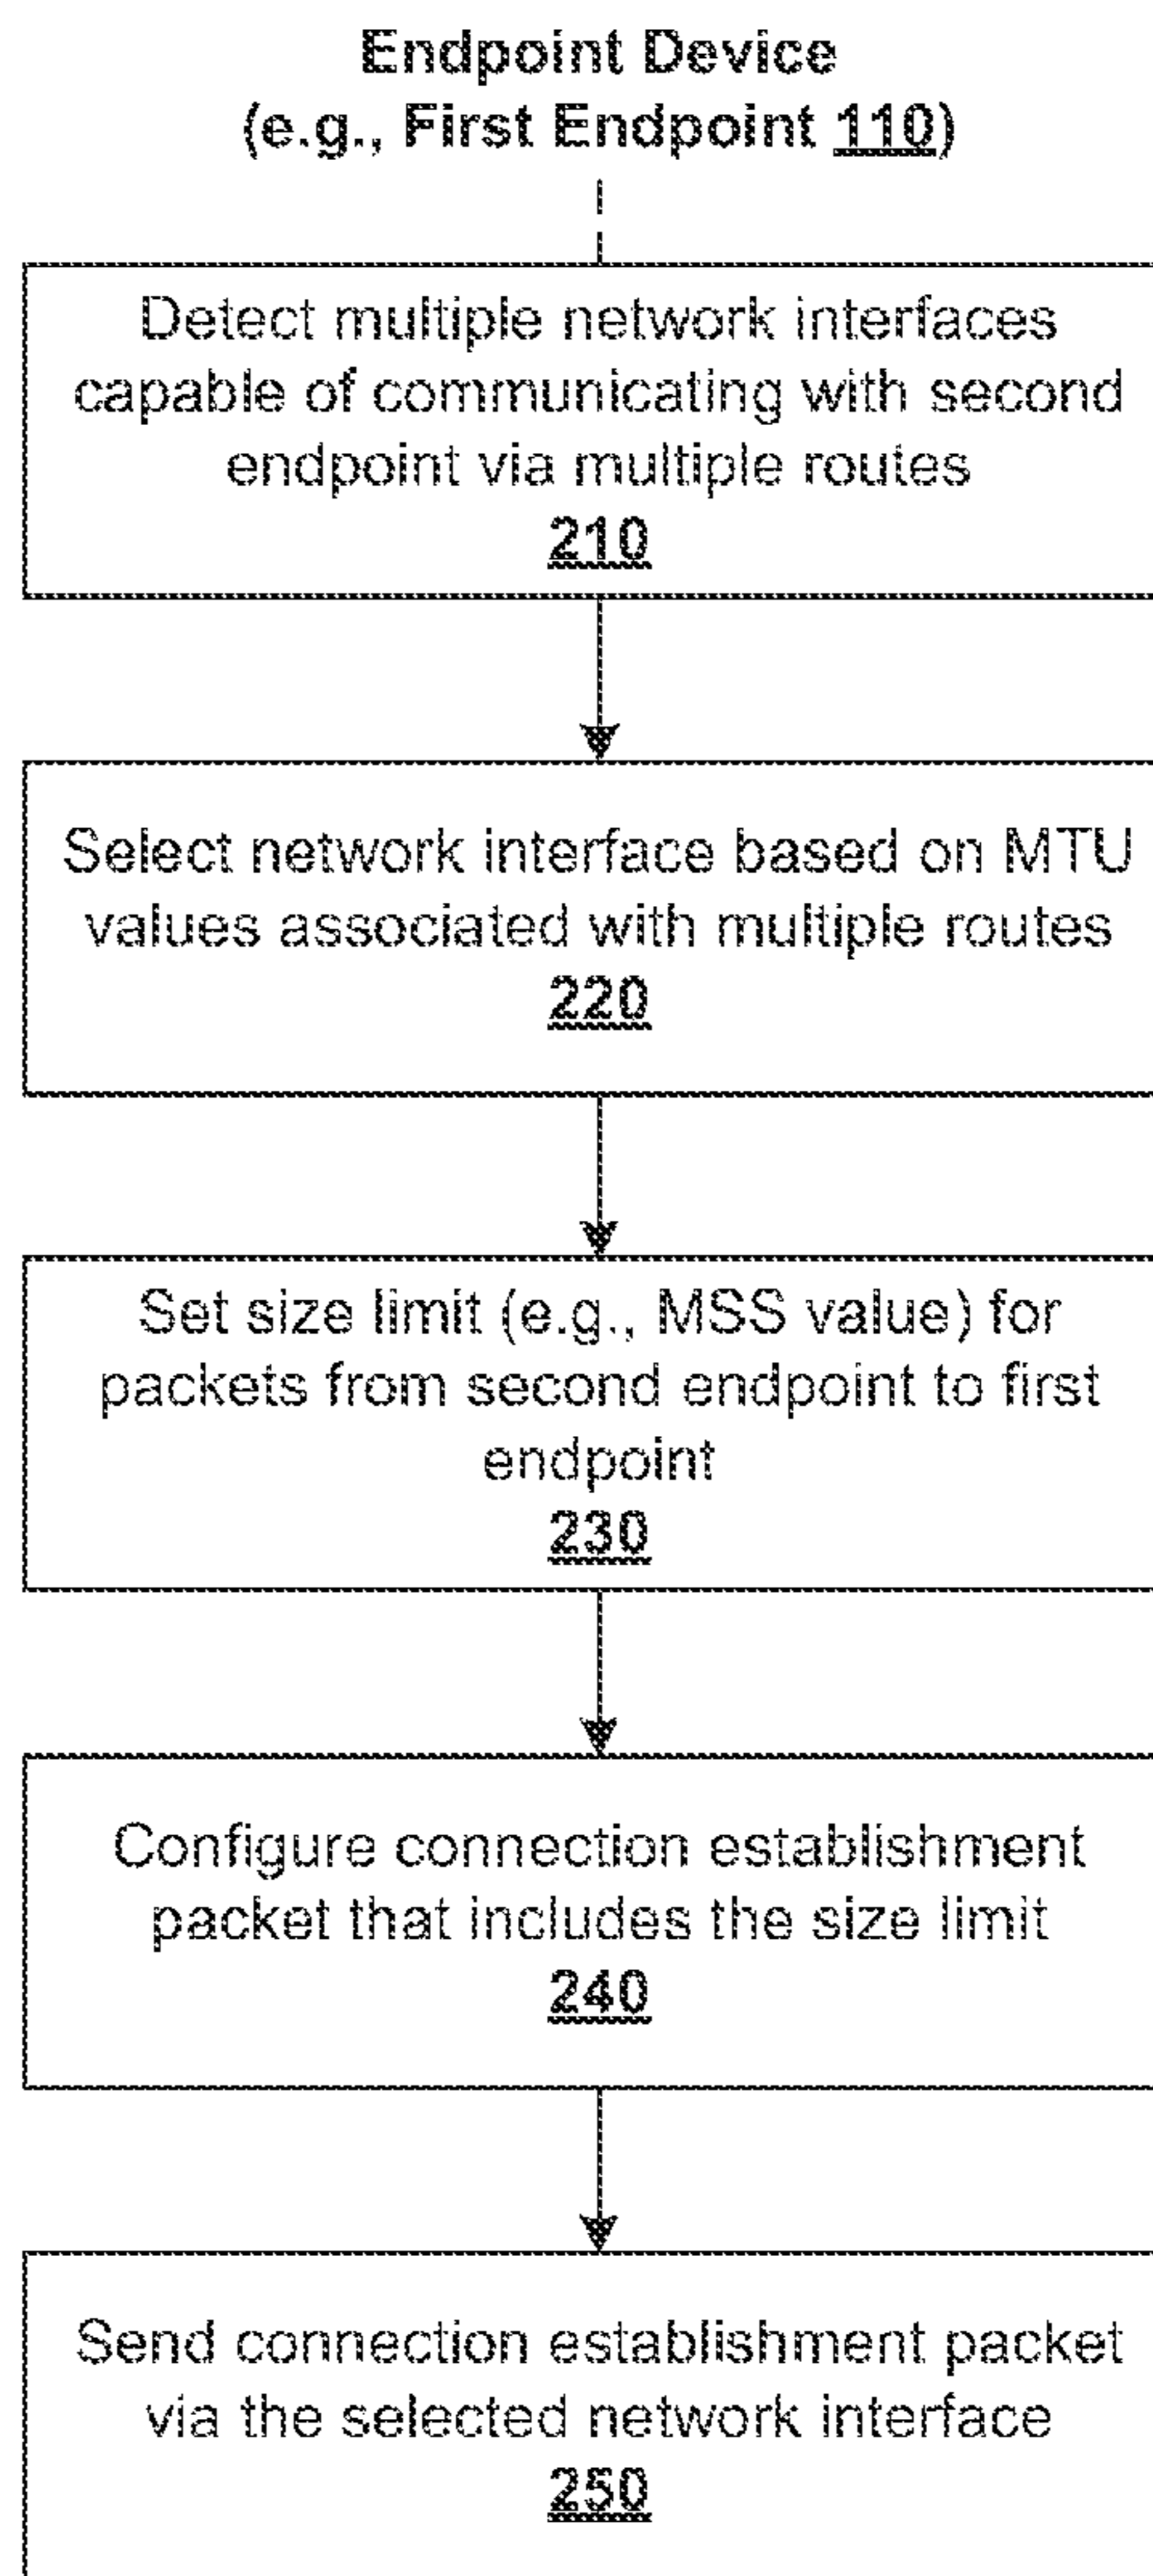 Endpoint Device
(e.g., First Endpoint 110)
Detect multiple network interfaces
capable of communicating with second
endpoint via multiple routes
210
Select network interface based on MTU
values associated with multiple routes
220
Set size limit (e.g., MSS value) for
packets from second endpoint to first
endpoint
230
Configure connection establishment
packet that includes the size limit
240
Send connection establishment packet
via the selected network interface
250